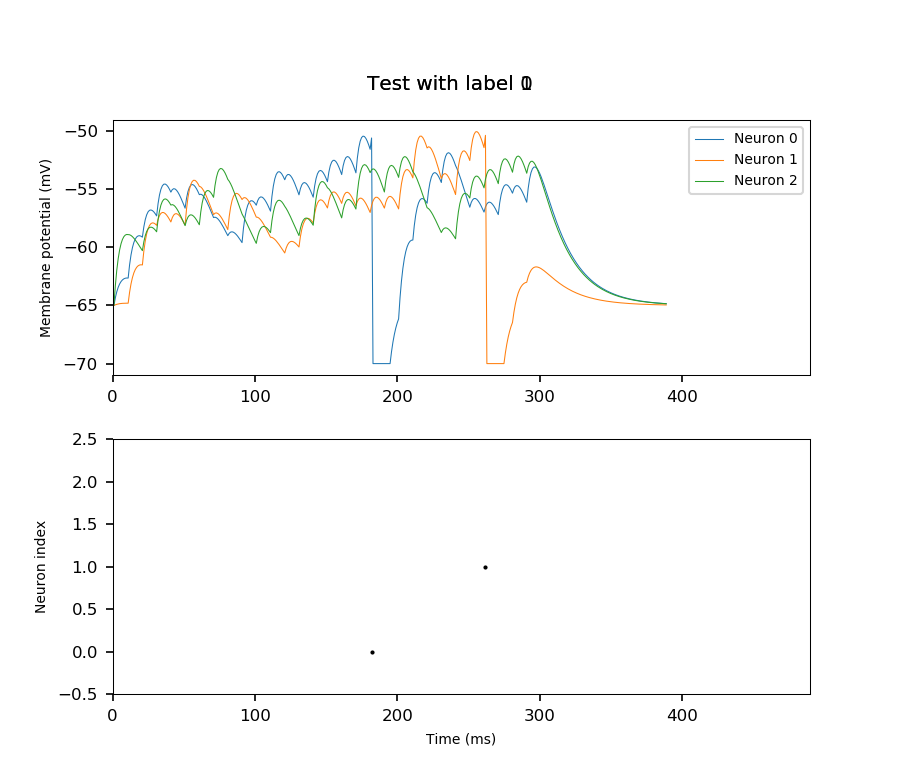 Test with label
Membrane potential (mV)
−50
−55
−60
−65
−70
Neuron 0
Neuron 1
Neuron 2
0 100 200 300 400
Neuron index
2.5
2.0
1.5
1.0
0.5
0.0
−0.5
0 100 200 300 400
Time (ms)